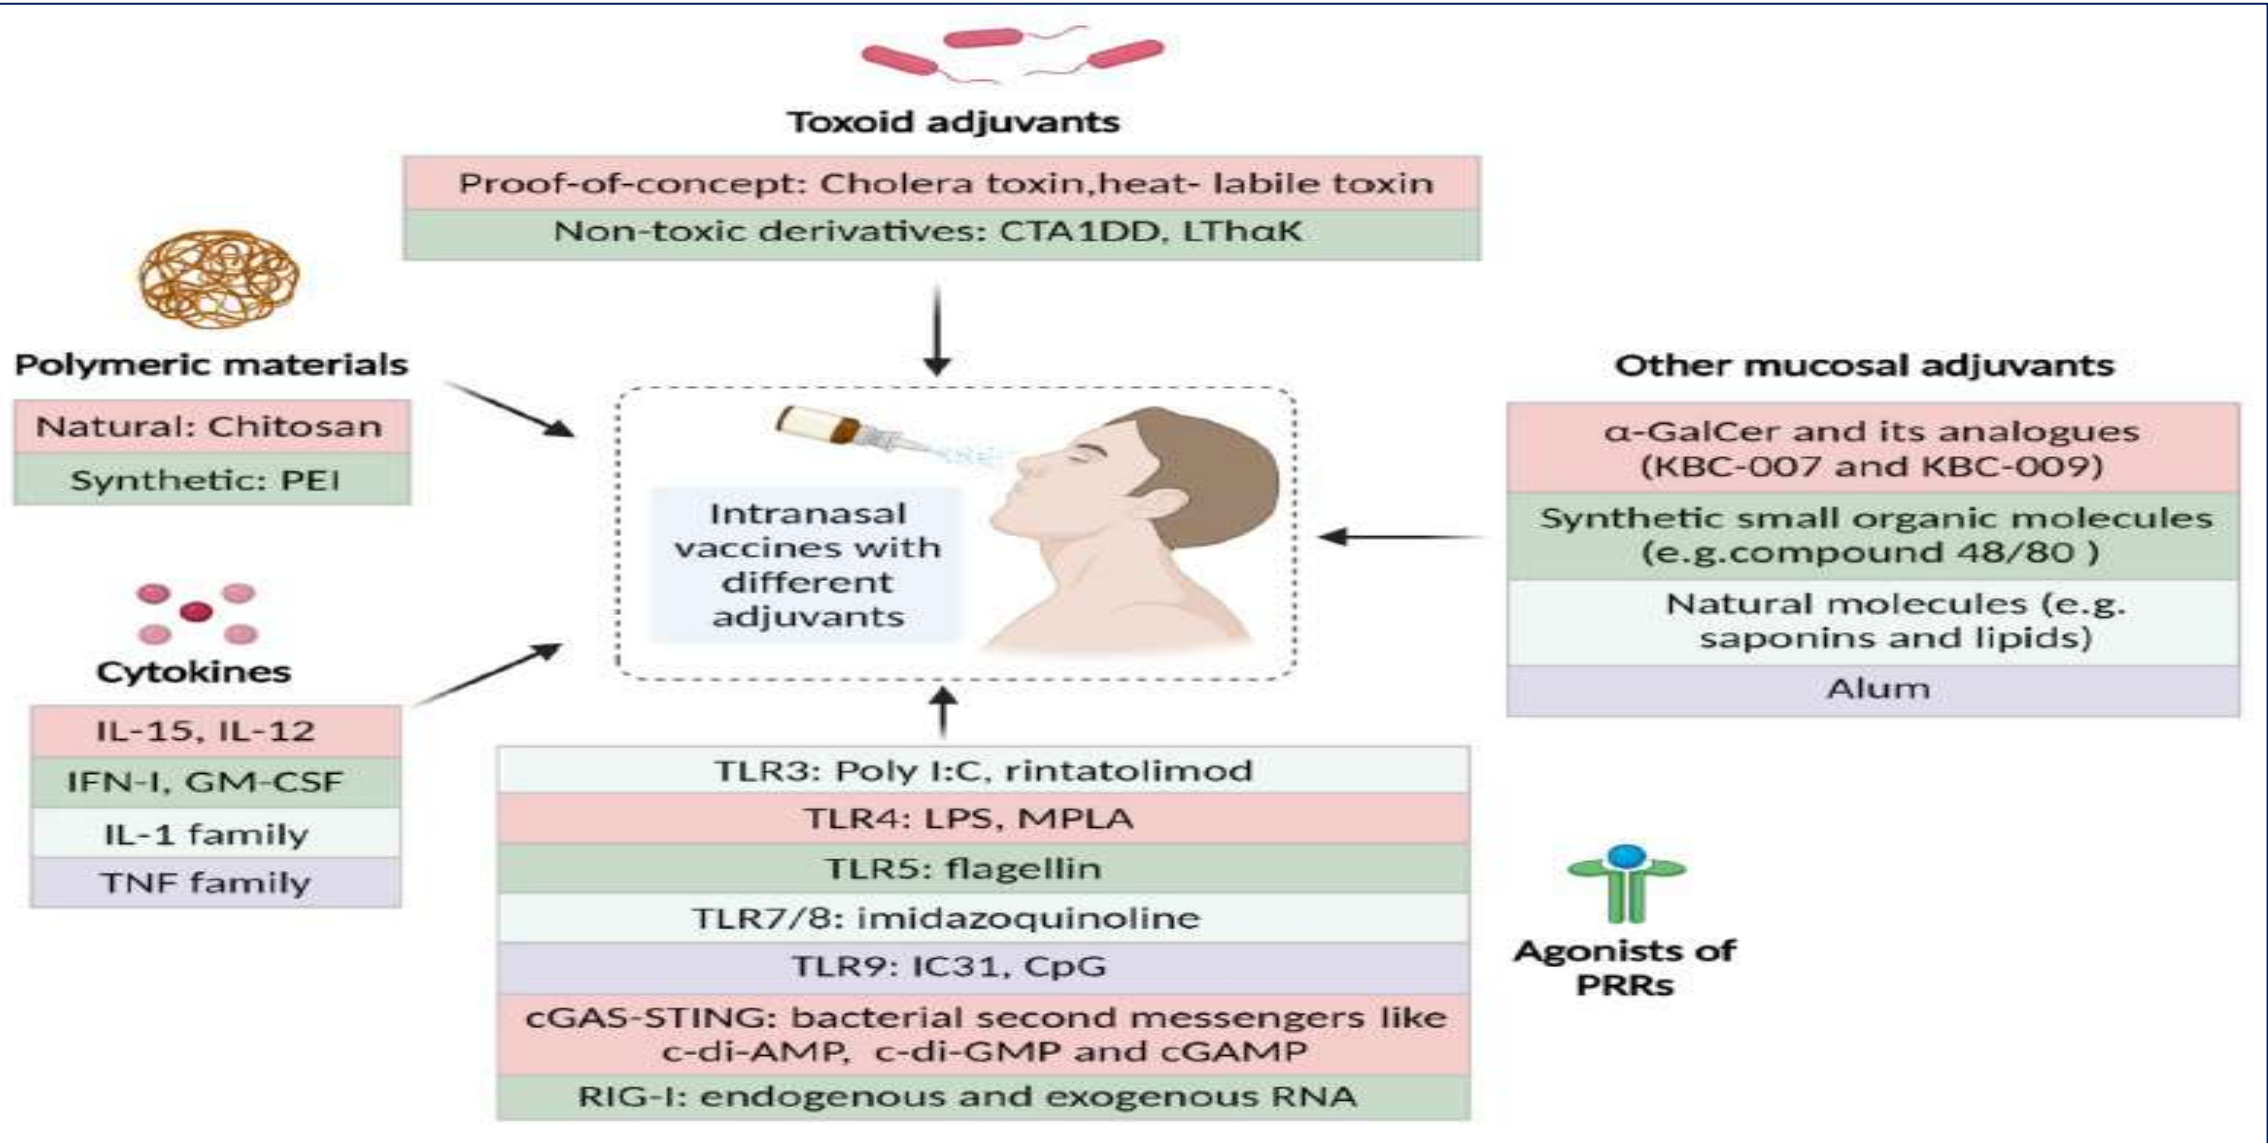 Toxoid adjuvants
Proof-of-concept: Cholera toxin,heat- labile toxin
Non-toxic derivatives: CTA1DD, LThαK
Polymeric materials
Natural: Chitosan
Synthetic: PEI
Cytokines
IL-15, IL-12
IFN-I, GM-CSF
IL-1 family
TNF family
Intranasal
vaccines with
different
adjuvants
Other mucosal adjuvants
α-GalCer and its analogues
(KBC-007 and KBC-009)
Synthetic small organic molecules
(e.g.compound 48/80 )
Natural molecules (e.g.
saponins and lipids)
Alum
TLR3: Poly I:C, rintatolimod
TLR4: LPS, MPLA
TLR5: flagellin
TLR7/8: imidazoquinoline
TLR9: IC31, CpG
cGAS-STING: bacterial second messengers like
c-di-AMP, c-di-GMP and cGAMP
RIG-I: endogenous and exogenous RNA
Agonists of
PRRs